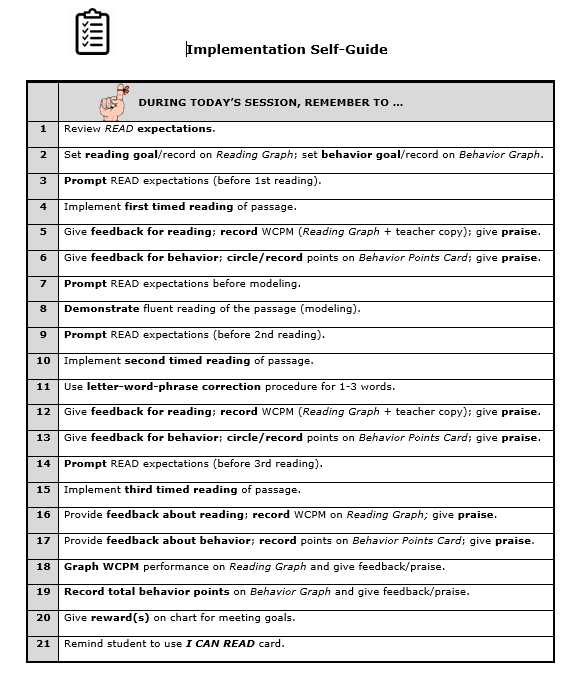 Implementation Self-Guide
DURING TODAY'S SESSION, REMEMBER TO ...
1 Review READ expectations.
2 Set reading goal/record on Reading Graph; set behavior goal/record on Behavior Graph.
3 Prompt READ expectations (before 1st reading).
4 Implement first timed reading of passage.
5 Give feedback for reading; record WCPM (Reading Graph + teacher copy); give praise.
6 Give feedback for behavior; circle/record points on Behavior Points Card; give praise.
7 Prompt READ expectations before modeling.
8 Demonstrate fluent reading of the passage (modeling).
9 Prompt READ expectations (before 2nd reading).
10 Implement second timed reading of passage.
11 Use letter-word-phrase correction procedure for 1-3 words.
12 Give feedback for reading; record WCPM (Reading Graph + teacher copy); give praise.
13 Give feedback for behavior; circle/record points on Behavior Points Card; give praise.
14 Prompt READ expectations (before 3rd reading).
15 Implement third timed reading of passage.
16 Provide feedback about reading; record WCPM on Reading Graph; give praise.
17 Provide feedback about behavior; record points on Behavior Points Card; give praise.
18 Graph WCPM performance on Reading Graph and give feedback/praise.
19 Record total behavior points on Behavior Graph and give feedback/praise.
20 Give reward(s) on chart for meeting goals.
21 Remind student to use I CAN READ card.